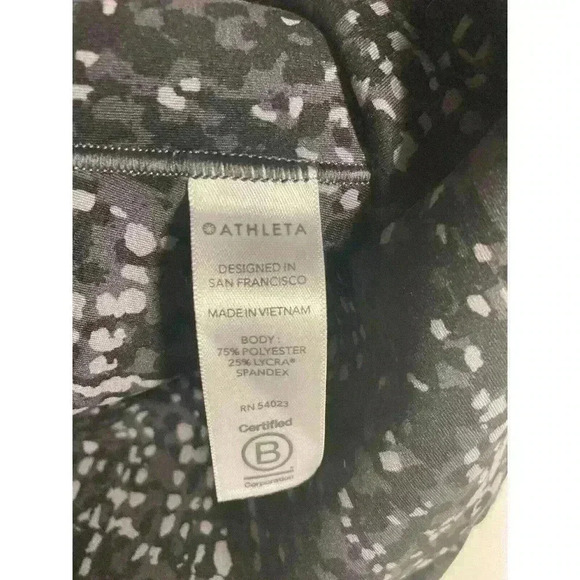 ATHLETA
DESIGNED IN
SAN FRANCISCO
MADE IN VIETNAM
BODY :
75% POLYESTER
25% LYCRA®
SPANDEX
RN 54023
Certified
B
Corporation